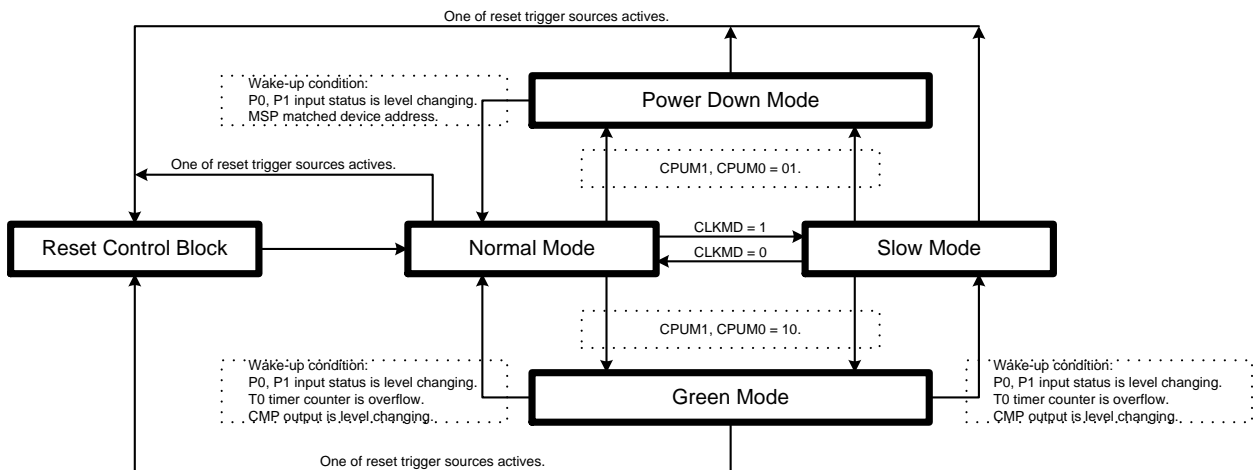 One of reset trigger sources actives.
Wake-up condition:
P0, P1 input status is level changing.
MSP matched device address.
Power Down Mode
One of reset trigger sources actives.
CPUM1, CPUM0 = 01.
Reset Control Block
Normal Mode
CLKMD = 1
CLKMD = 0
Slow Mode
CPUM1, CPUM0 = 10.
Wake-up condition:
P0, P1 input status is level changing.
T0 timer counter is overflow.
CMP output is level changing.
Green Mode
Wake-up condition:
P0, P1 input status is level changing.
T0 timer counter is overflow.
CMP output is level changing.
One of reset trigger sources actives.